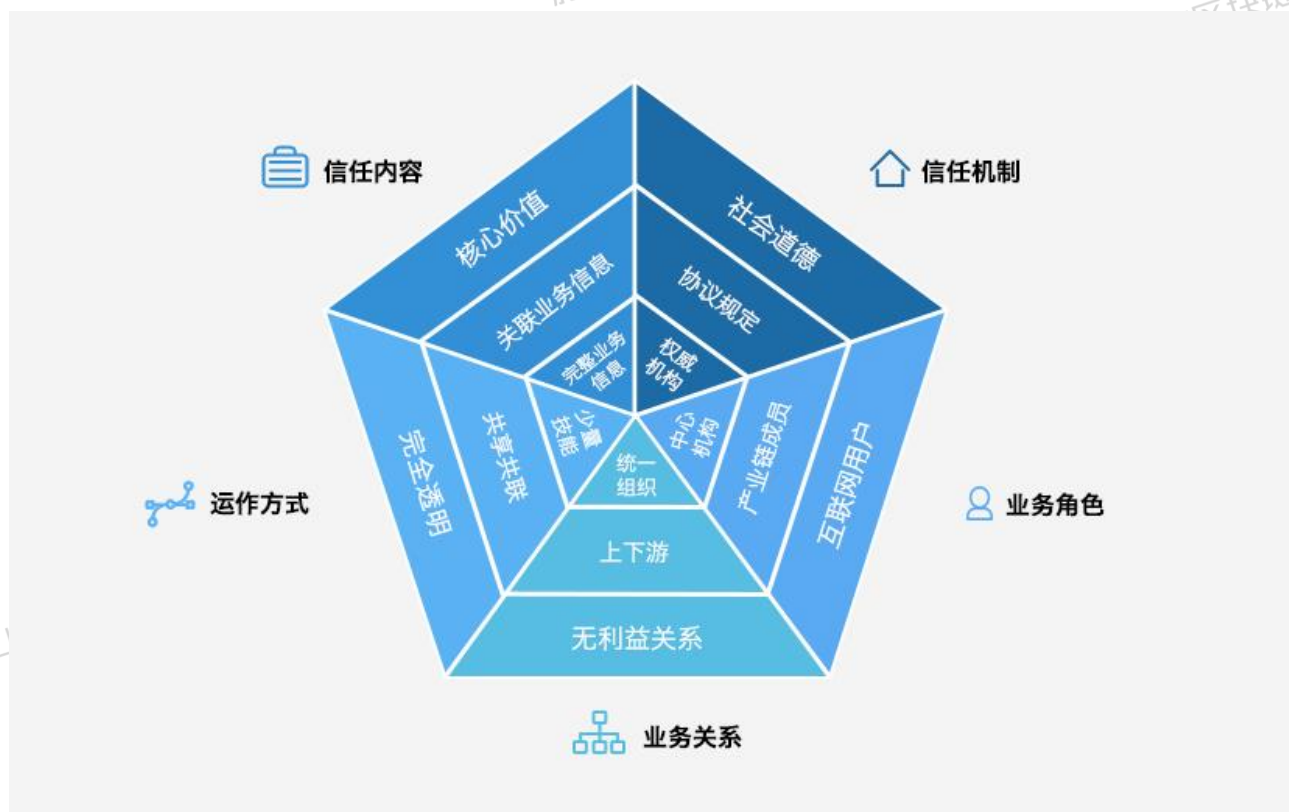 信任内容
信任机制
核心价值
社会道德
关联业务信息
协议规定
完整业务
信息
权威
机构
完全透明
共享共联
少量
技能
中心
机构
产业链成员
互联网用户
统一
组织
运作方式
业务角色
上下游
无利益关系
业务关系